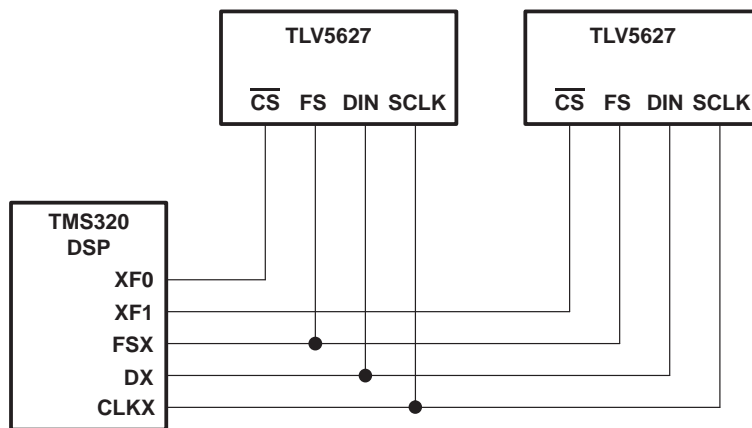 TLV5627
TLV5627
CS FS DIN SCLK
CS FS DIN SCLK
TMS320
DSP
XF0
XF1
FSX
DX
CLKX